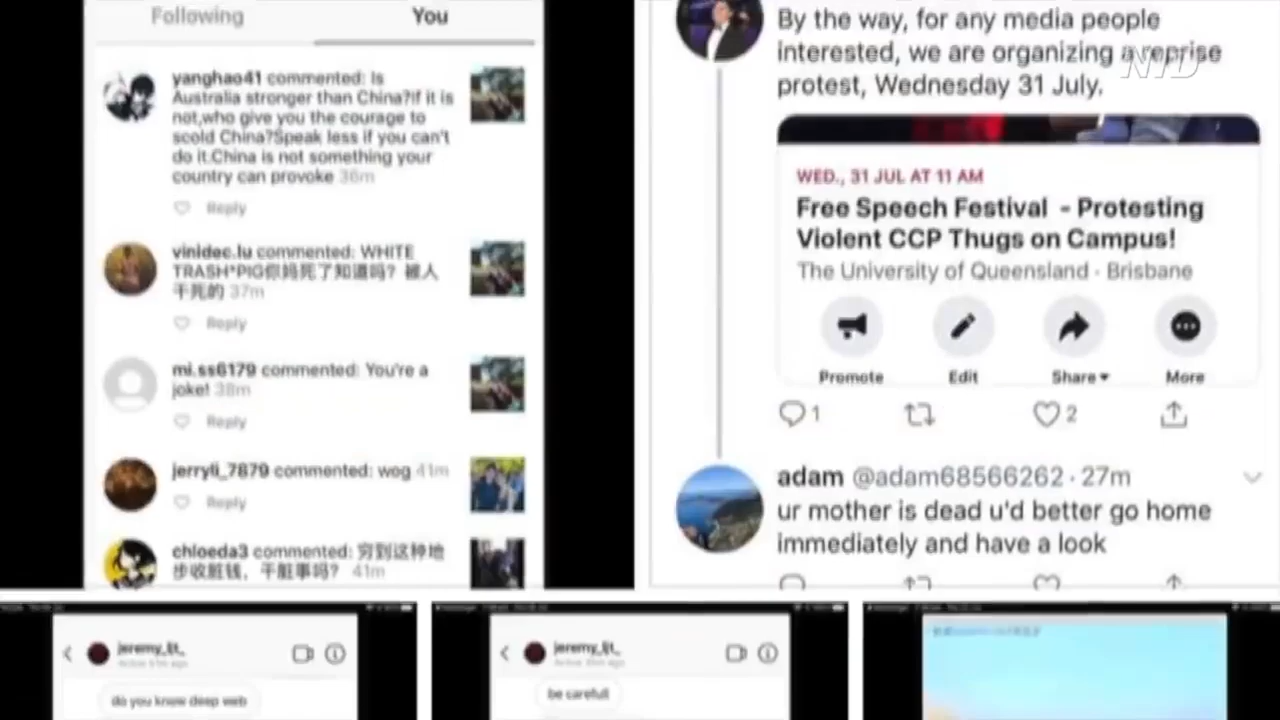 Following
You
yanghao41 commented: Is
Australia stronger than China?If it is
not,who give you the courage to
scold China?Speak less if you can't
do it.China is not something your
country can provoke 36m
Reply
vinidec.lu commented: WHITE
TRASH*PIG你妈死了知道吗？被人
干死的 37m
Reply
mi.ss6179 commented: You're a
joke! 38m
Reply
jerryli_7879 commented: wog 41m
Reply
chloeda3 commented: 穷到这种地
步收脏钱，干脏事吗？ 41m
By the way, for any media people
interested, we are organizing a reprise
protest, Wednesday 31 July.
NTD
WED., 31 JUL AT 11 AM
Free Speech Festival - Protesting
Violent CCP Thugs on Campus!
The University of Queensland · Brisbane
Promote
Edit
Share
More
1
2
adam @adam68566262 · 27m
ur mother is dead u'd better go home
immediately and have a look
do you know deep web
be carefull